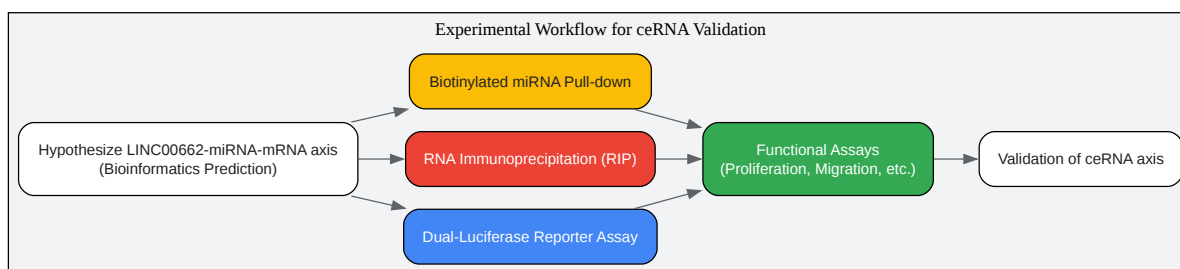 Experimental Workflow for ceRNA Validation
Biotinylated miRNA Pull-down
Hypothesize LINC00662-miRNA-mRNA axis
(Bioinformatics Prediction)
RNA Immunoprecipitation (RIP)
Functional Assays
(Proliferation, Migration, etc.)
Validation of ceRNA axis
Dual-Luciferase Reporter Assay